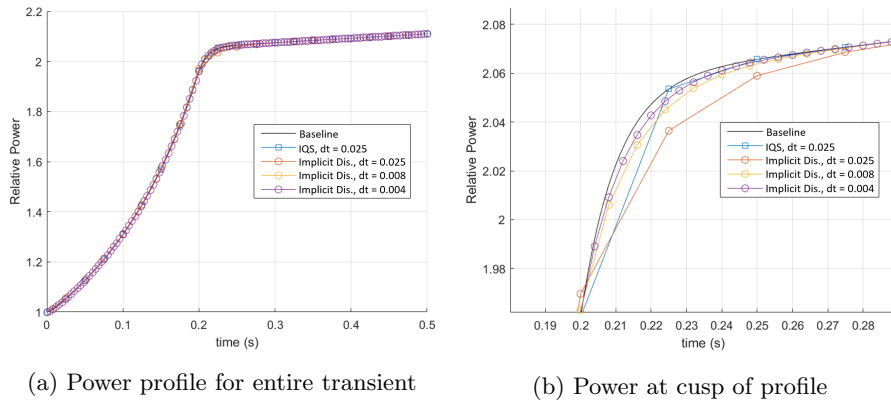 2.2
2
1.8
1.6
1.4
1.2
1
0
0.1
0.2
0.3
0.4
0.5
Relative Power
time (s)
Baseline
IQS, dt = 0.025
Implicit Dis., dt = 0.025
Implicit Dis., dt = 0.008
Implicit Dis., dt = 0.004
(a) Power profile for entire transient
2.08
2.06
2.04
2.02
2
1.98
0.19
0.2
0.21
0.22
0.23
0.24
0.25
0.26
0.27
0.28
Relative Power
time (s)
Baseline
IQS, dt = 0.025
Implicit Dis., dt = 0.025
Implicit Dis., dt = 0.008
Implicit Dis., dt = 0.004
(b) Power at cusp of profile